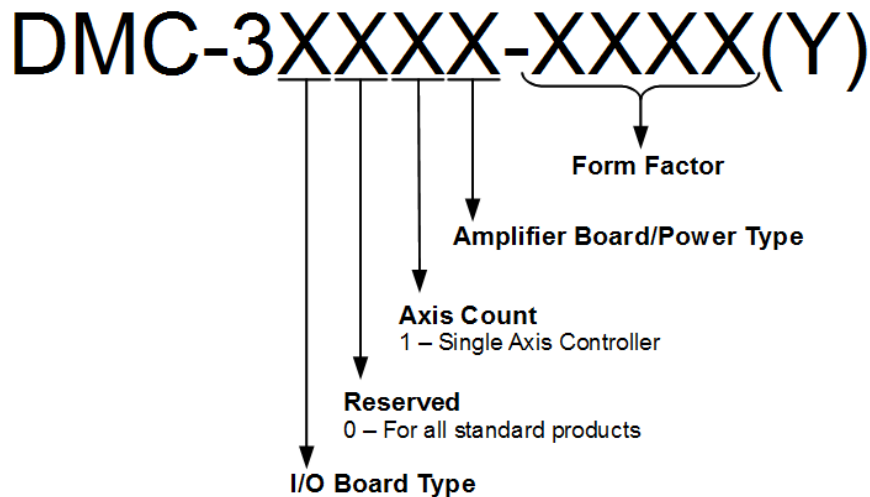 DMC-3XXXX-XXXX(Y)
Form Factor
Amplifier Board/Power Type
Axis Count
1 – Single Axis Controller
Reserved
0 – For all standard products
I/O Board Type